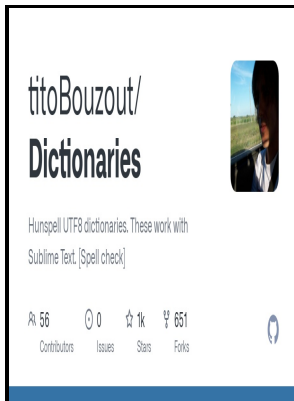 titoBouzout/
Dictionaries
Hunspell UTF8 dictionaries. These work with
Sublime Text. [Spell check]
56 0 1k 651
Contributors Issues Stars Forks